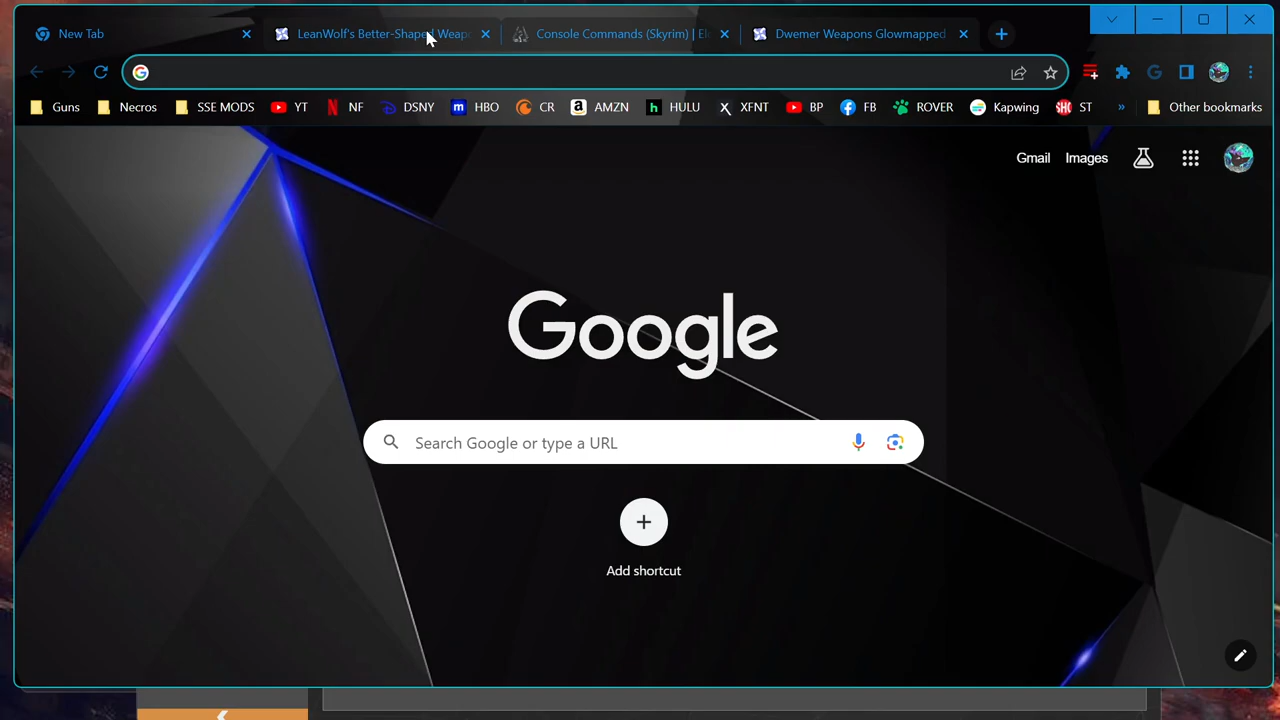 New Tab
LeanWolf's Better-Shaped Weap
Console Commands (Skyrim) | El
Dwemer Weapons Glowmapped
Guns
Necros
SSE MODS
YT
NF
DSNY
HBO
CR
AMZN
HULU
XFNT
BP
FB
ROVER
Kapwing
ST
»
Other bookmarks
Gmail
Images
Google
Search Google or type a URL
Add shortcut